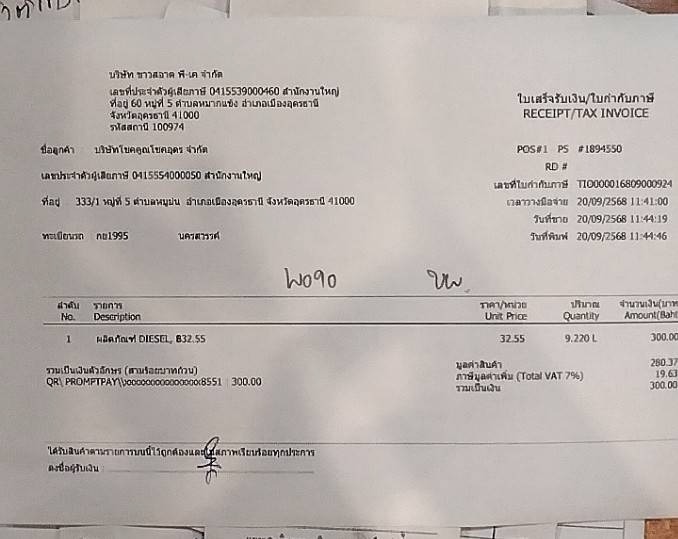 บริษัท ขาวสอาด พี-เค จำกัด
เลขที่ประจำตัวผู้เสียภาษี 0415539000460 สำนักงานใหญ่
ที่อยู่ 60 หมู่ที่ 5 ตำบลหมากแข้ง อำเภอเมืองอุดรธานี
จังหวัดอุดรธานี 41000
รหัสสถานี 100974
ใบเสร็จรับเงิน/ใบกำกับภาษี
RECEIPT/TAX INVOICE
ชื่อลูกค้า บริษัทโชคคูณโชคอุดร จำกัด
POS#1 PS #1894550
RD #
เลขประจำตัวผู้เสียภาษี 0415554000050 สำนักงานใหญ่
เลขที่ใบกำกับภาษี TIO000016809000924
ที่อยู่ 333/1 หมู่ที่ 5 ตำบลหมูม่น อำเภอเมืองอุดรธานี จังหวัดอุดรธานี 41000
เวลาวางมือจ่าย 20/09/2568 11:41:00
วันที่ขาย 20/09/2568 11:44:19
ทะเบียนรถ กย1995 นครสวรรค์
วันที่พิมพ์ 20/09/2568 11:44:46
ลำดับ รายการ ราคา/หน่วย ปริมาณ จำนวนเงิน(บาท
No. Description Unit Price Quantity Amount(Baht
1 ผลิตภัณฑ์ DIESEL, B32.55 32.55 9.220 L 300.00
มูลค่าสินค้า 280.37
รวมเป็นเงินตัวอักษร (สามร้อยบาทถ้วน)
ภาษีมูลค่าเพิ่ม (Total VAT 7%) 19.63
QR\ PROMPTPAY\ 8551 300.00
รวมเป็นเงิน 300.00
ได้รับสินค้าตามรายการบนนี้ไว้ถูกต้องและในสภาพเรียบร้อยทุกประการ
ลงชื่อผู้รับเงิน